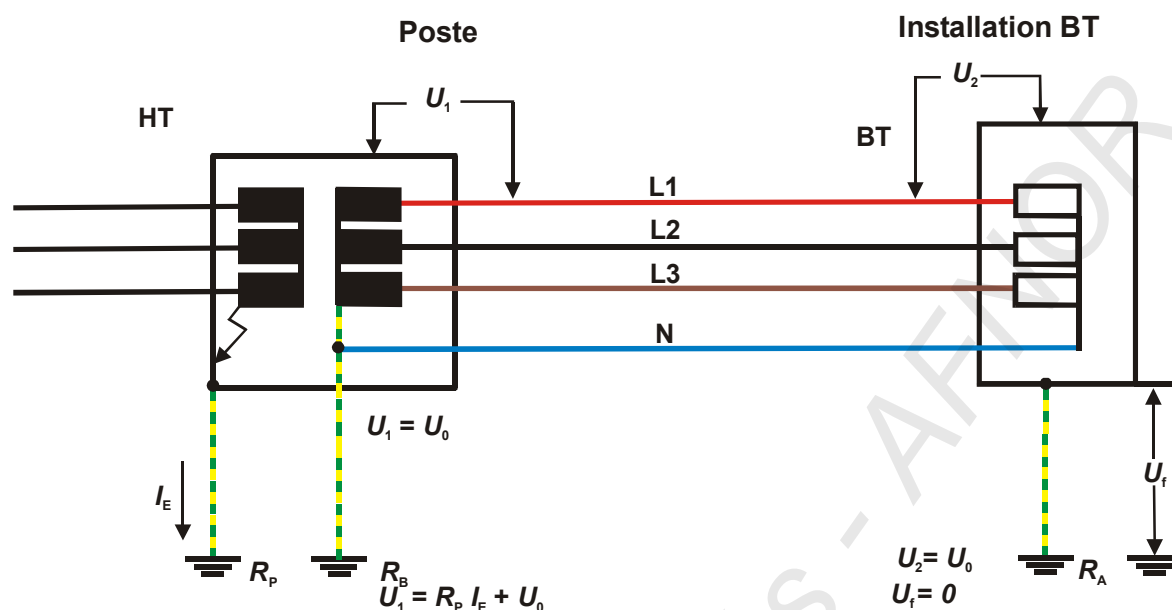 Poste
Installation BT
U1
U2
HT
BT
L1
L2
L3
N
U1 = U0
IE
Uf
RP
RB
U1 = RP IE + U0
U2= U0
Uf= 0
RA
s - AFNOR